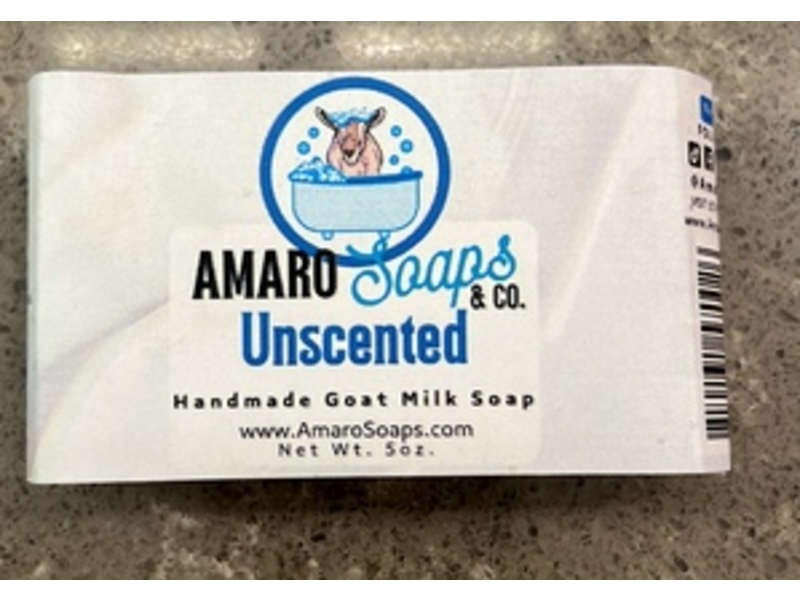 AMARO Soaps
& CO.
Unscented
Handmade Goat Milk Soap
www.AmaroSoaps.com
Net Wt. 5oz.